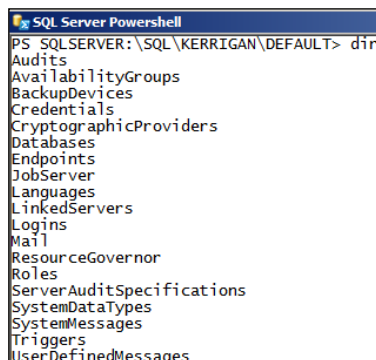 SQL Server Powershell
PS SQLSERVER:\SQL\KERRIGAN\DEFAULT> dir
Audits
AvailabilityGroups
BackupDevices
Credentials
CryptographicProviders
Databases
Endpoints
JobServer
Languages
LinkedServers
Logins
Mail
ResourceGovernor
Roles
ServerAuditSpecifications
SystemDataTypes
SystemMessages
Triggers
UserDefinedMessages